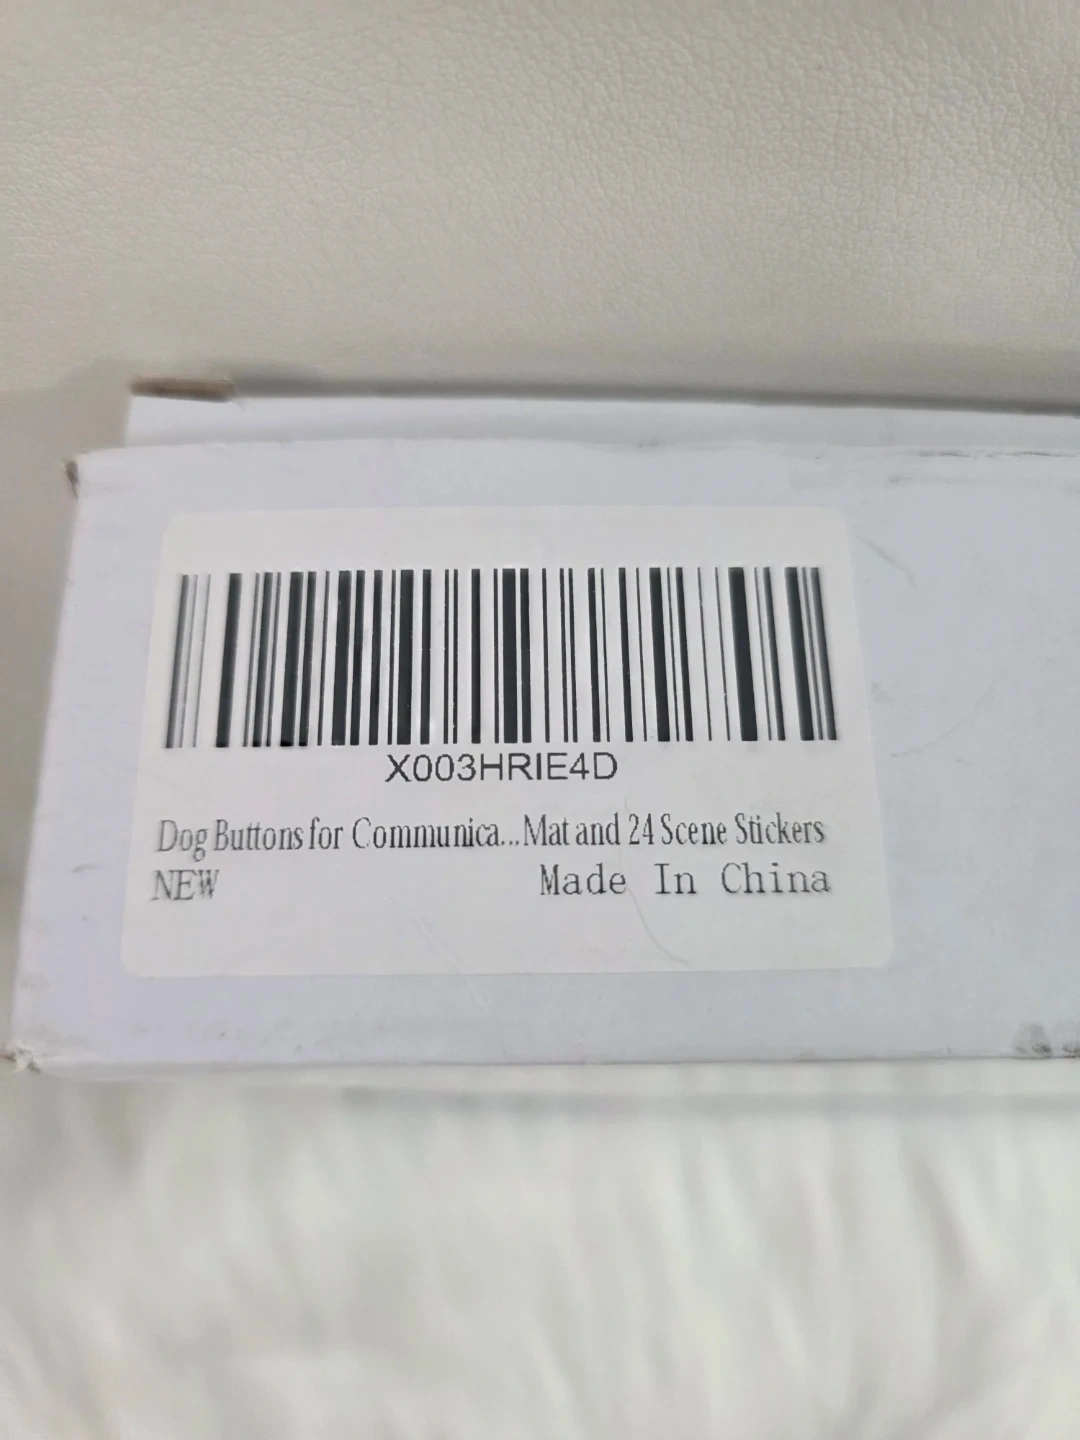 X003HRIE4D
Dog Buttons for Communica...Mat and 24 Scene Stickers
NEW Made In China